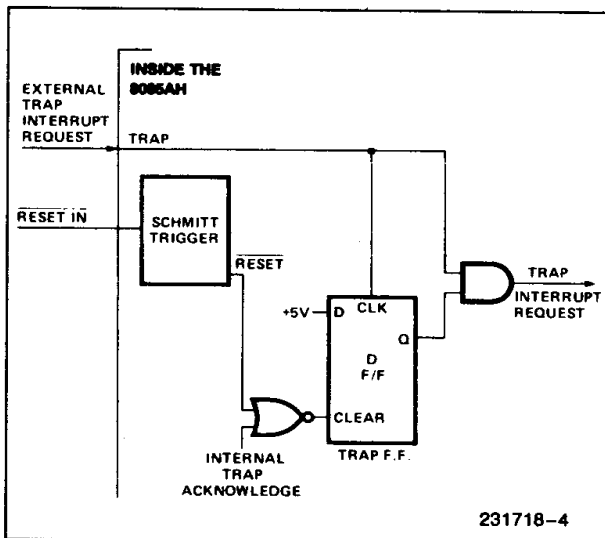 INSIDE THE
8085AH
EXTERNAL
TRAP
INTERRUPT
REQUEST
TRAP
RESET IN
SCHMITT
TRIGGER
RESET
+5V
D
CLK
Q
D
F/F
CLEAR
TRAP F.F.
TRAP
INTERRUPT
REQUEST
INTERNAL
TRAP
ACKNOWLEDGE
231718-4